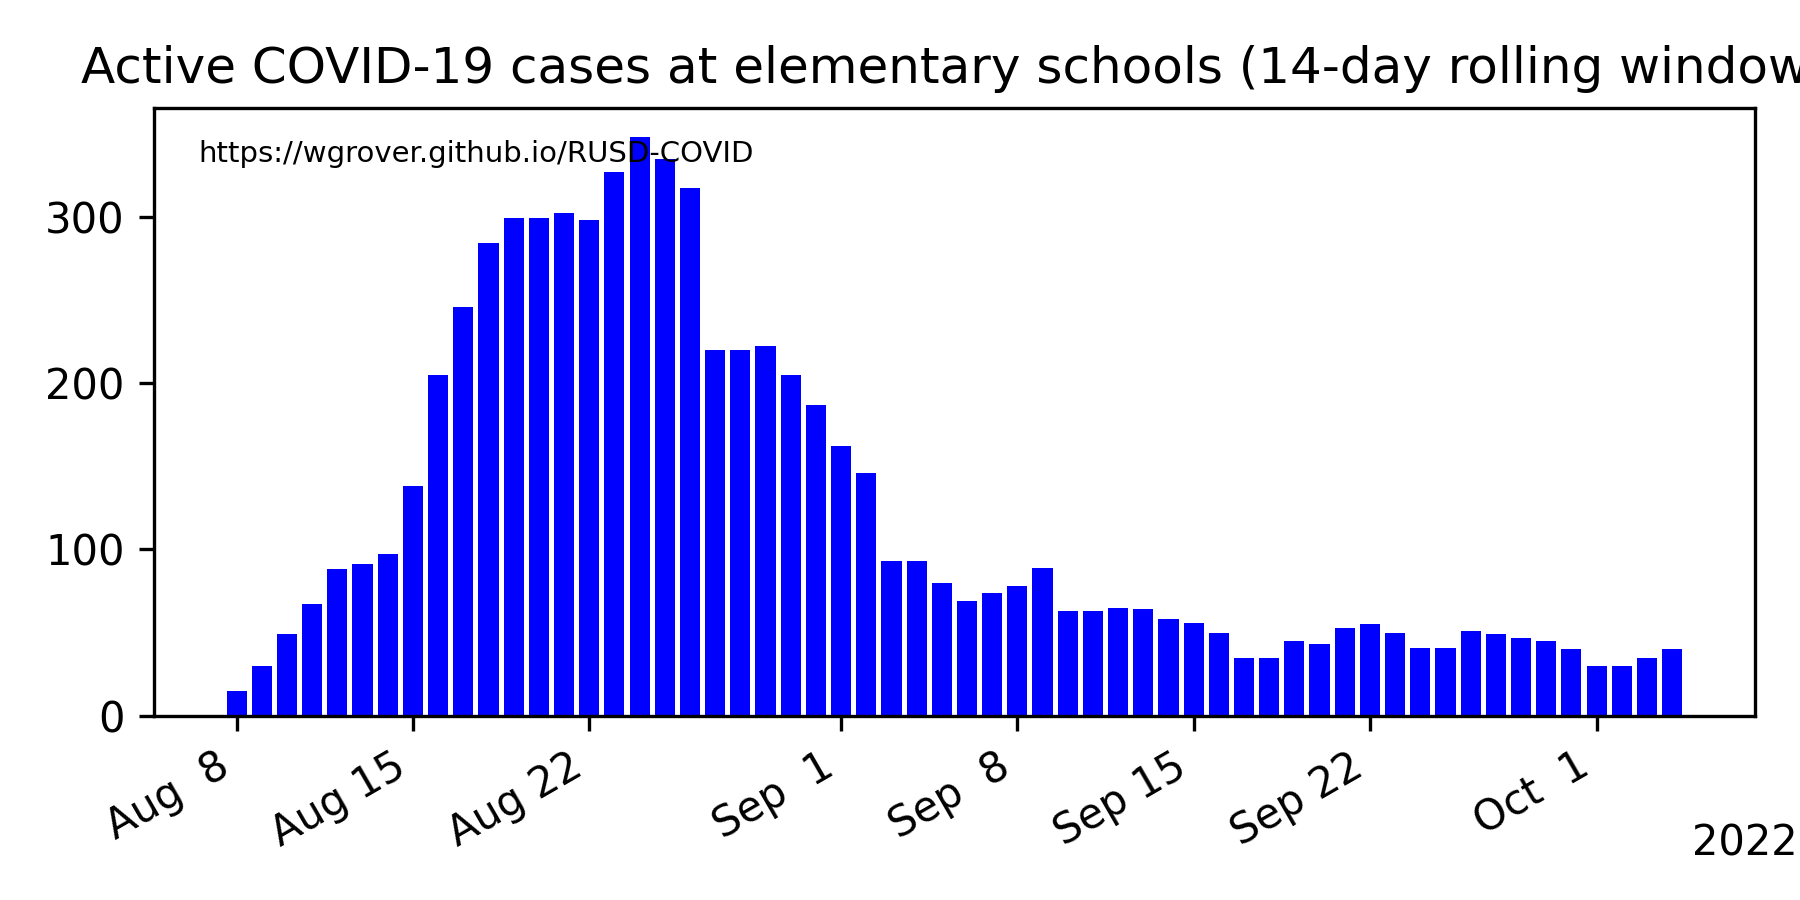 Active COVID-19 cases at elementary schools (14-day rolling window
https://wgrover.github.io/RUSD-COVID
300
200
100
0
Aug 8
Aug 15
Aug 22
Sep 1
Sep 8
Sep 15
Sep 22
Oct 1
2022